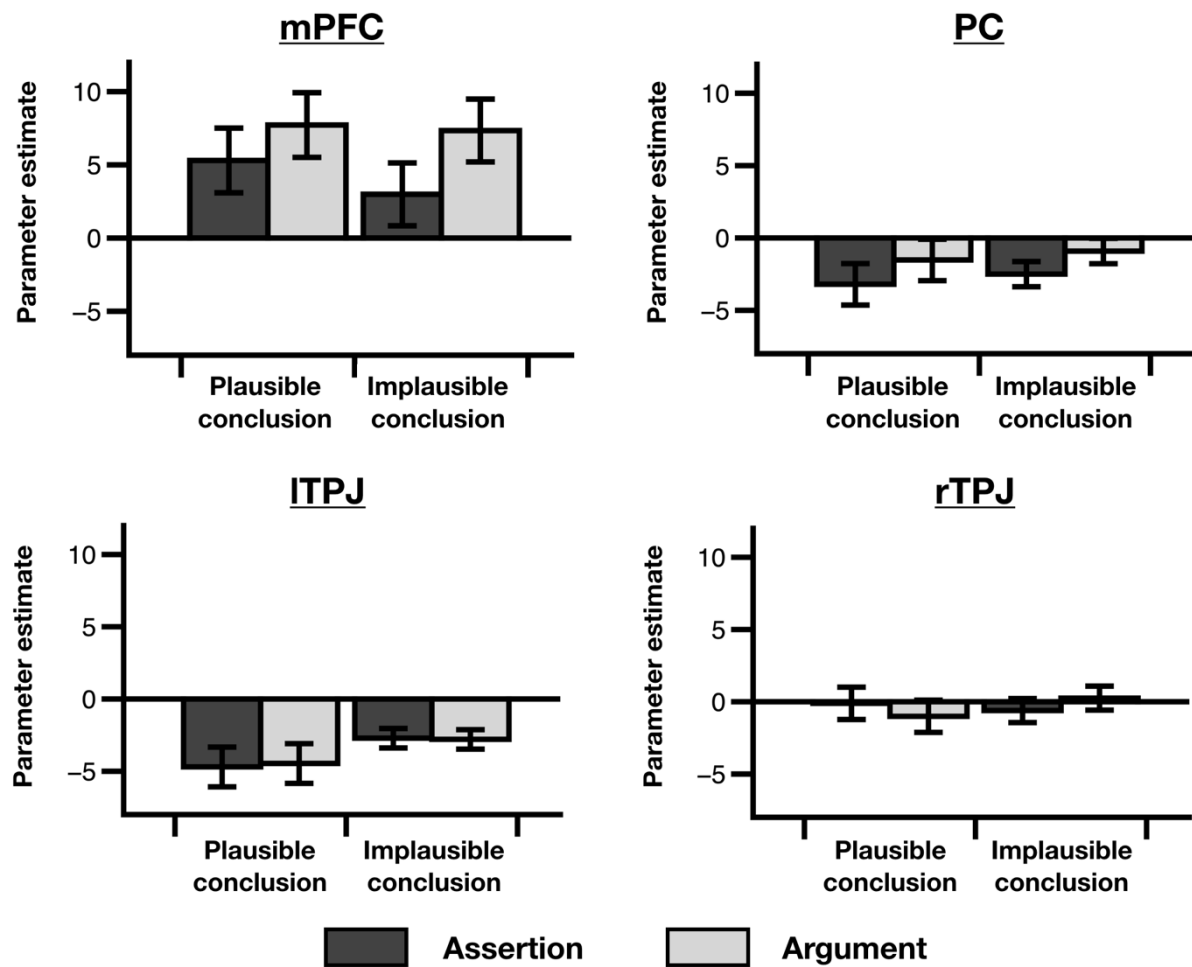 mPFC
Parameter estimate
10
5
0
−5
Plausible
conclusion
Implausible
conclusion
PC
Parameter estimate
10
5
0
−5
Plausible
conclusion
Implausible
conclusion
lTPJ
Parameter estimate
10
5
0
−5
Plausible
conclusion
Implausible
conclusion
rTPJ
Parameter estimate
10
5
0
−5
Plausible
conclusion
Implausible
conclusion
Assertion
Argument